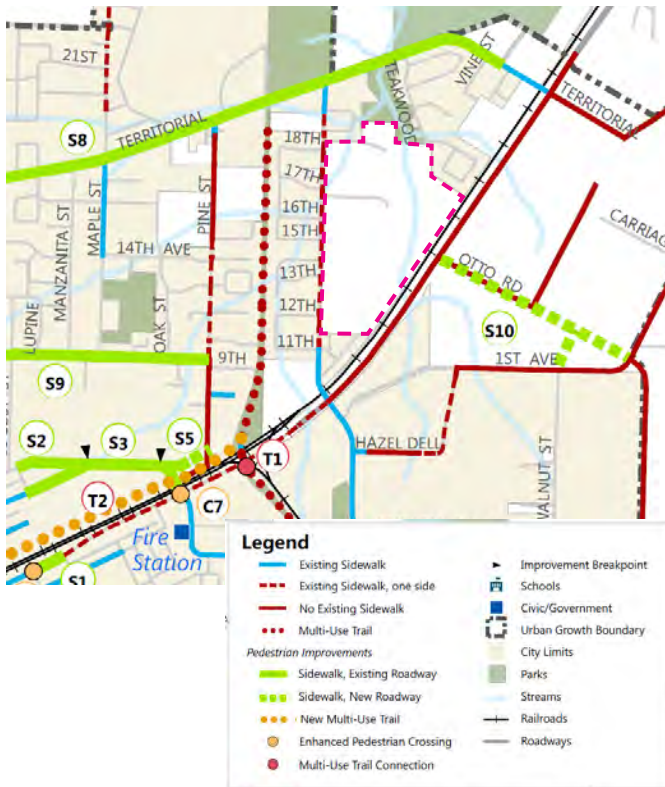 21ST
VINE ST
TEAKWOOD
TERRITORIAL
TERRITORIAL
S8
18TH
17TH
PINE ST
MAPLE ST
MANZANITA ST
16TH
15TH
CARRIAG
14TH AVE
13TH
OTTO RD
12TH
LUPINE
OAK ST
11TH
S10
9TH
1ST AVE
S9
S2
S3
S5
HAZEL DELL
T1
WALNUT ST
T2
C7
Fire
Station
S1
Legend
Existing Sidewalk
Existing Sidewalk, one side
No Existing Sidewalk
Multi-Use Trail
Pedestrian Improvements
Sidewalk, Existing Roadway
Sidewalk, New Roadway
New Multi-Use Trail
Enhanced Pedestrian Crossing
Multi-Use Trail Connection
Improvement Breakpoint
Schools
Civic/Government
Urban Growth Boundary
City Limits
Parks
Streams
Railroads
Roadways